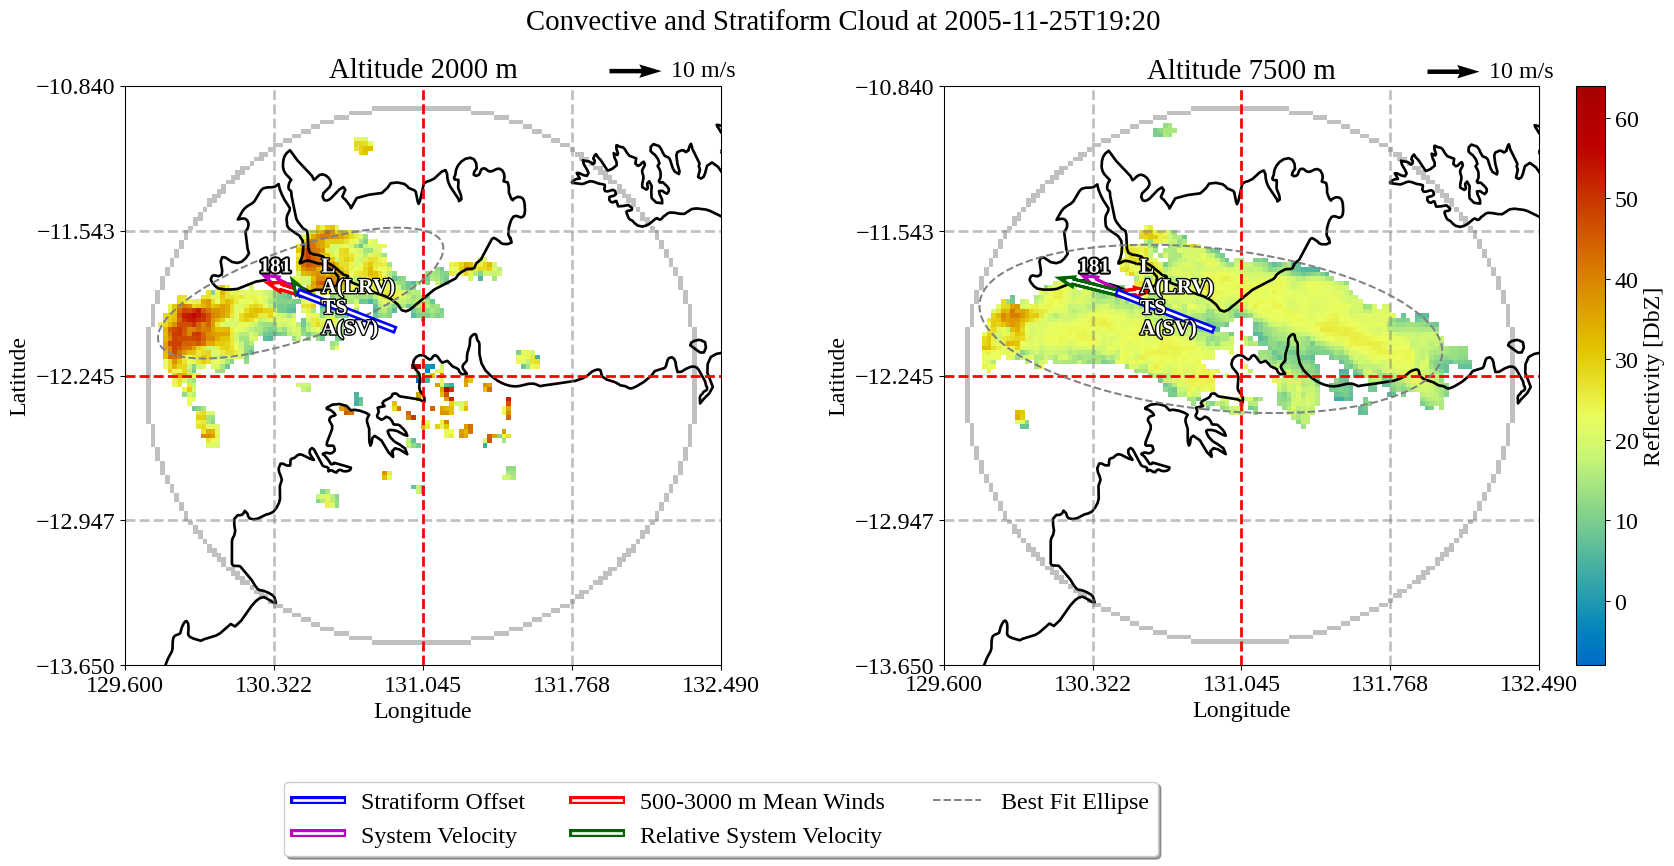 Convective and Stratiform Cloud at 2005-11-25T19:20
Altitude 2000 m
10 m/s
−10.840
−11.543
−12.245
−12.947
−13.650
129.600
130.322
131.045
131.768
132.490
Latitude
Longitude
181
L
A(LRV)
TS
A(SV)
Altitude 7500 m
10 m/s
−10.840
−11.543
−12.245
−12.947
−13.650
129.600
130.322
131.045
131.768
132.490
Latitude
Longitude
181
L
A(LRV)
TS
A(SV)
60
50
40
30
20
10
0
Reflectivity [DbZ]
Stratiform Offset
System Velocity
500-3000 m Mean Winds
Relative System Velocity
Best Fit Ellipse